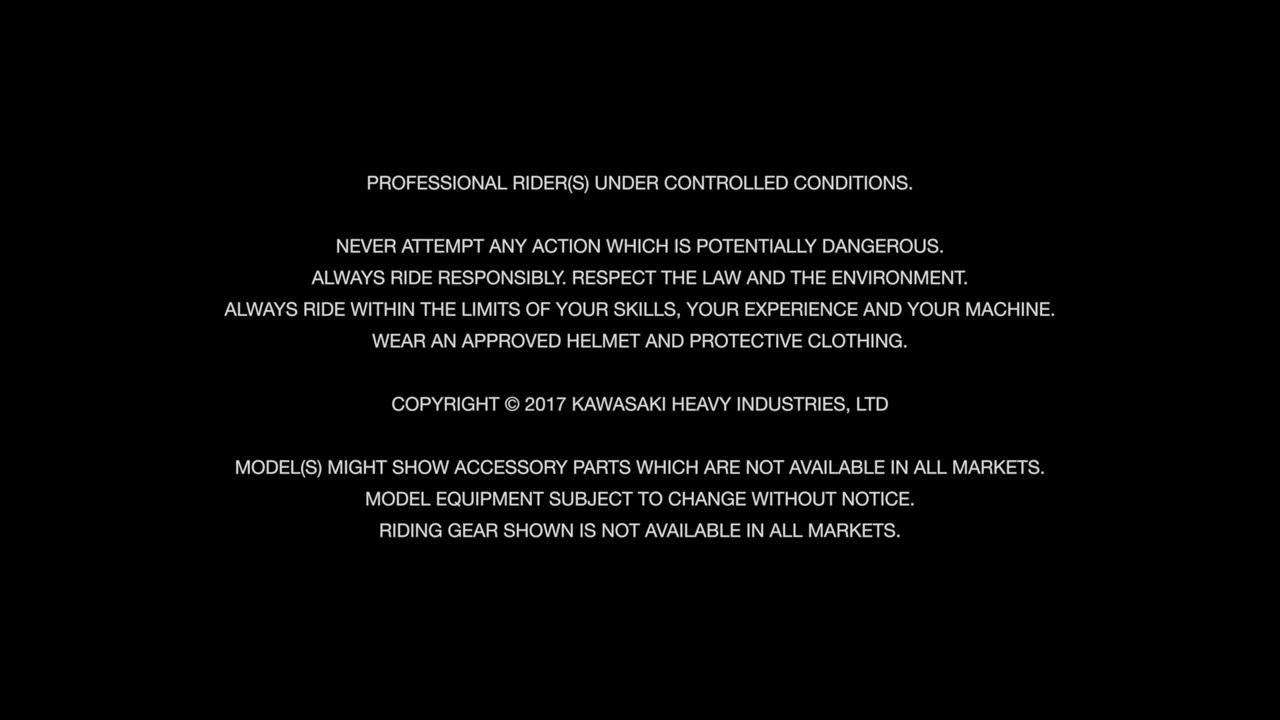 PROFESSIONAL RIDER(S) UNDER CONTROLLED CONDITIONS.
NEVER ATTEMPT ANY ACTION WHICH IS POTENTIALLY DANGEROUS.
ALWAYS RIDE RESPONSIBLY. RESPECT THE LAW AND THE ENVIRONMENT.
ALWAYS RIDE WITHIN THE LIMITS OF YOUR SKILLS, YOUR EXPERIENCE AND YOUR MACHINE.
WEAR AN APPROVED HELMET AND PROTECTIVE CLOTHING.
COPYRIGHT © 2017 KAWASAKI HEAVY INDUSTRIES, LTD
MODEL(S) MIGHT SHOW ACCESSORY PARTS WHICH ARE NOT AVAILABLE IN ALL MARKETS.
MODEL EQUIPMENT SUBJECT TO CHANGE WITHOUT NOTICE.
RIDING GEAR SHOWN IS NOT AVAILABLE IN ALL MARKETS.